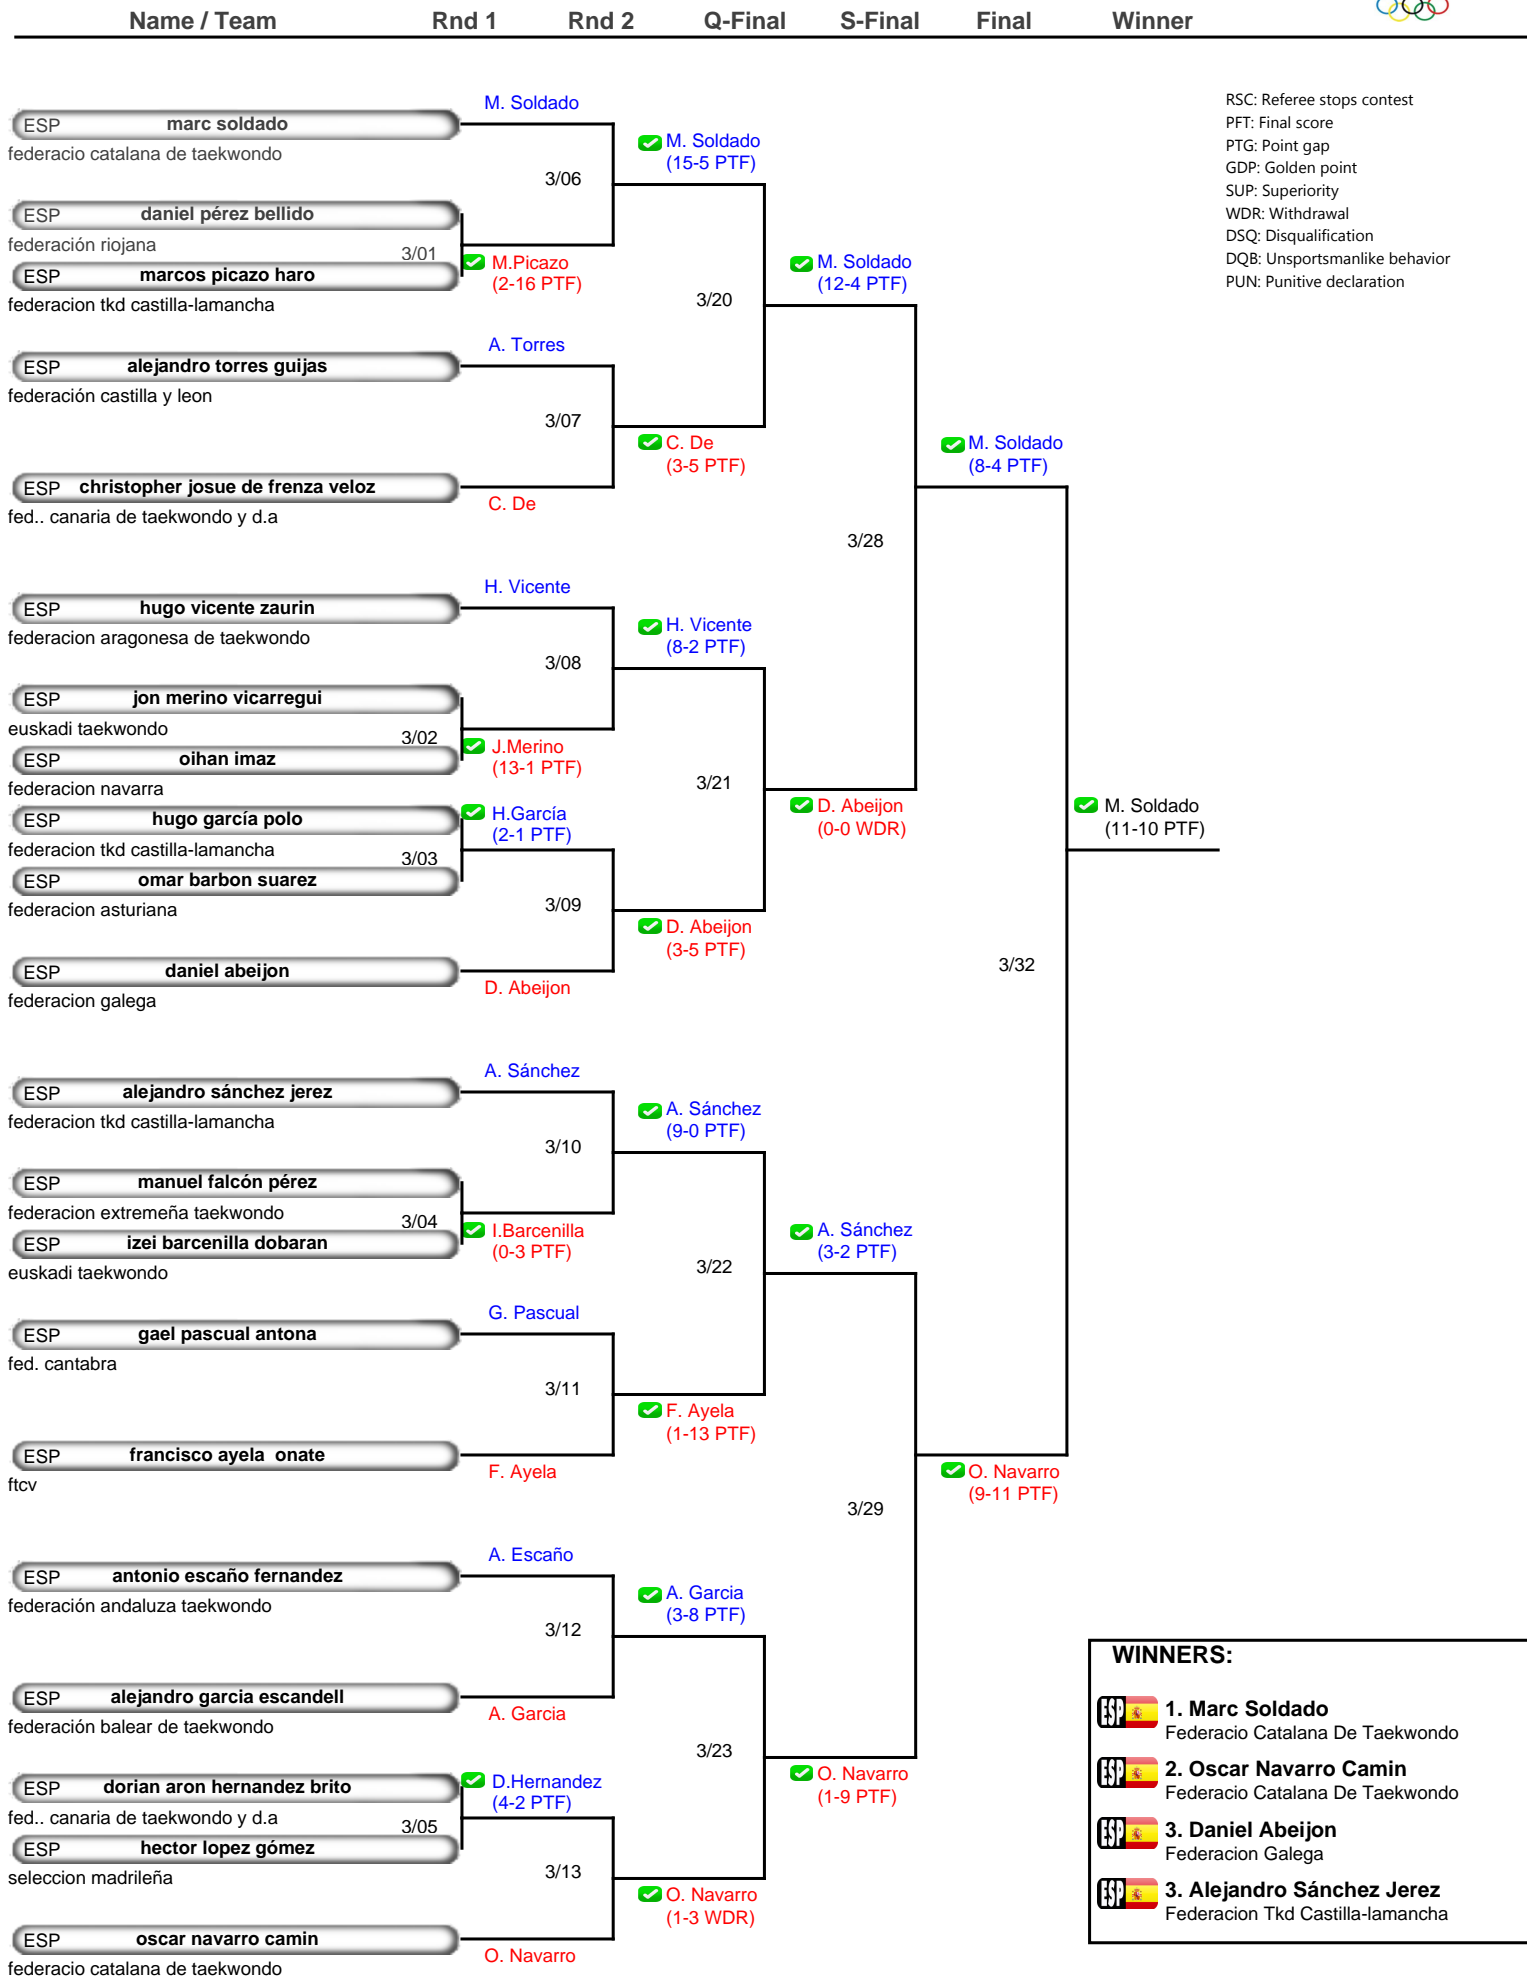 Name / Team Rnd 1 Rnd 2 Q-Final S-Final Final Winner
RSC: Referee stops contest
PFT: Final score
PTG: Point gap
GDP: Golden point
SUP: Superiority
WDR: Withdrawal
DSQ: Disqualification
DQB: Unsportsmanlike behavior
PUN: Punitive declaration
M. Soldado
ESP marc soldado
federacio catalana de taekwondo
M. Soldado
(15-5 PTF)
3/06
ESP daniel pérez bellido
federación riojana
3/01
ESP marcos picazo haro
federacion tkd castilla-lamancha
M.Picazo
(2-16 PTF)
M. Soldado
(12-4 PTF)
3/20
A. Torres
ESP alejandro torres guijas
federación castilla y leon
3/07
C. De
(3-5 PTF)
M. Soldado
(8-4 PTF)
ESP christopher josue de frenza veloz
fed.. canaria de taekwondo y d.a
C. De
3/28
H. Vicente
ESP hugo vicente zaurin
federacion aragonesa de taekwondo
H. Vicente
(8-2 PTF)
3/08
ESP jon merino vicarregui
euskadi taekwondo
3/02
ESP oihan imaz
federacion navarra
J.Merino
(13-1 PTF)
3/21
ESP hugo garcía polo
federacion tkd castilla-lamancha
H.García
(2-1 PTF)
D. Abeijon
(0-0 WDR)
M. Soldado
(11-10 PTF)
3/03
ESP omar barbon suarez
federacion asturiana
3/09
D. Abeijon
(3-5 PTF)
ESP daniel abeijon
federacion galega
D. Abeijon
3/32
A. Sánchez
ESP alejandro sánchez jerez
federacion tkd castilla-lamancha
A. Sánchez
(9-0 PTF)
3/10
ESP manuel falcón pérez
federacion extremeña taekwondo
3/04
ESP izei barcenilla dobaran
euskadi taekwondo
I.Barcenilla
(0-3 PTF)
A. Sánchez
(3-2 PTF)
3/22
G. Pascual
ESP gael pascual antona
fed. cantabra
3/11
F. Ayela
(1-13 PTF)
ESP francisco ayela onate
ftcv
F. Ayela
O. Navarro
(9-11 PTF)
3/29
A. Escaño
ESP antonio escaño fernandez
federación andaluza taekwondo
A. Garcia
(3-8 PTF)
3/12
ESP alejandro garcia escandell
federación balear de taekwondo
A. Garcia
3/23
ESP dorian aron hernandez brito
fed.. canaria de taekwondo y d.a
D.Hernandez
(4-2 PTF)
O. Navarro
(1-9 PTF)
3/05
ESP hector lopez gómez
seleccion madrileña
3/13
O. Navarro
(1-3 WDR)
ESP oscar navarro camin
federacio catalana de taekwondo
O. Navarro
WINNERS:
ESP 1. Marc Soldado
Federacio Catalana De Taekwondo
ESP 2. Oscar Navarro Camin
Federacio Catalana De Taekwondo
ESP 3. Daniel Abeijon
Federacion Galega
ESP 3. Alejandro Sánchez Jerez
Federacion Tkd Castilla-lamancha